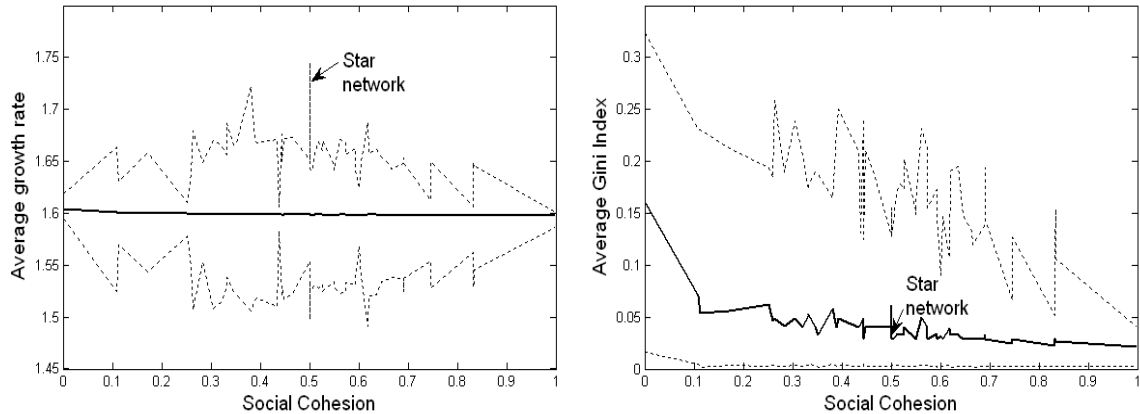 1.75
1.7
1.65
1.6
1.55
1.5
1.45
0 0.1 0.2 0.3 0.4 0.5 0.6 0.7 0.8 0.9 1
Average growth rate
Social Cohesion
Star
network
0.3
0.25
0.2
0.15
0.1
0.05
0
0 0.1 0.2 0.3 0.4 0.5 0.6 0.7 0.8 0.9 1
Average Gini Index
Social Cohesion
Star
network